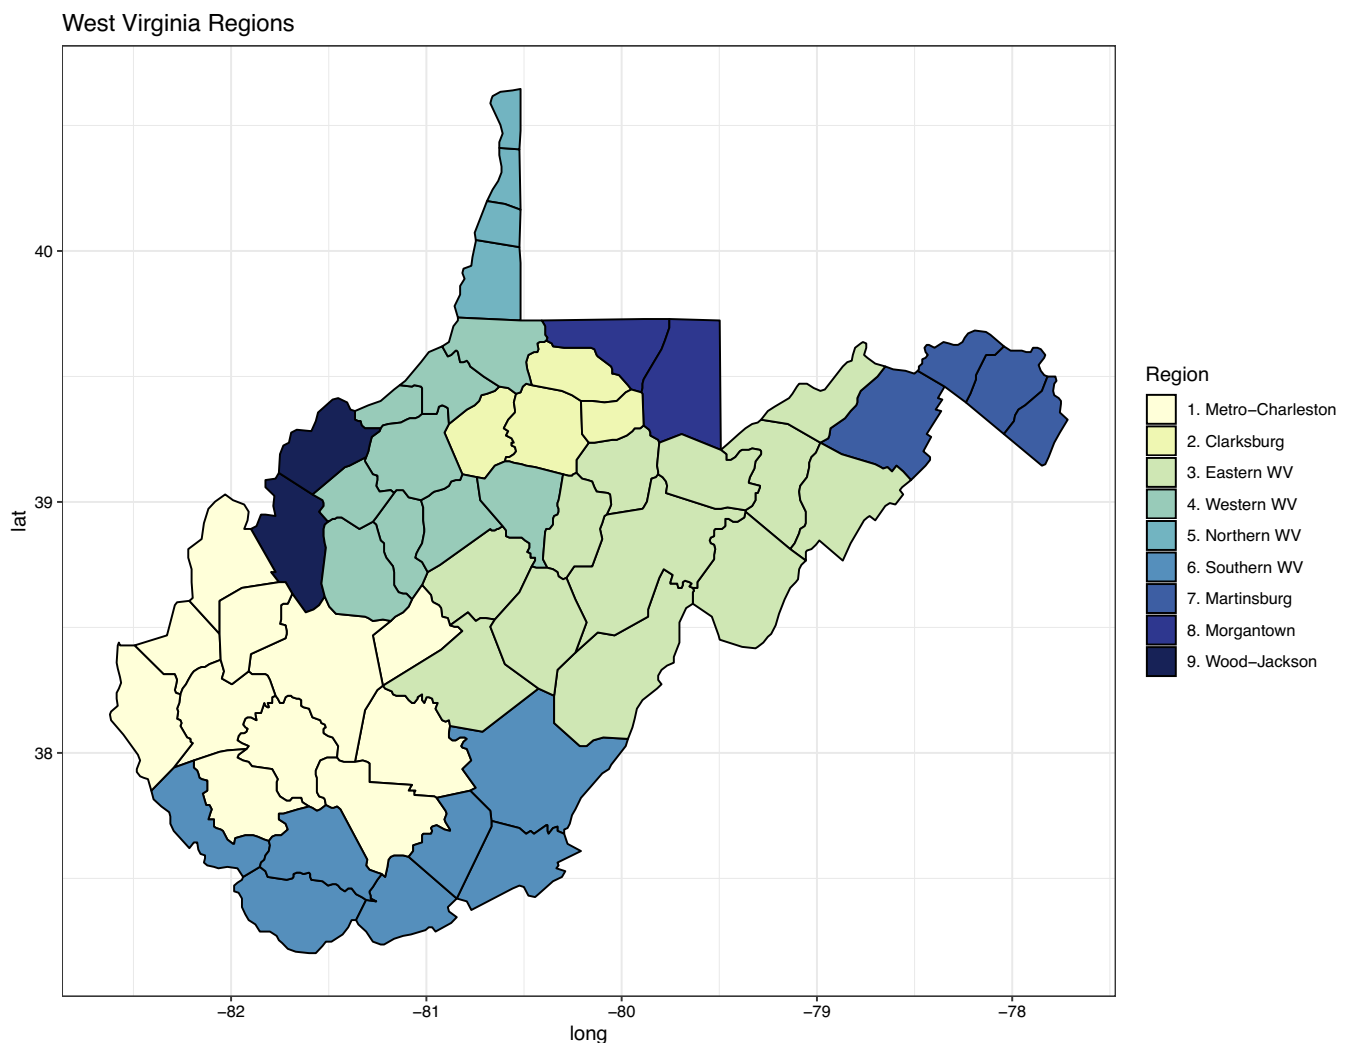 West Virginia Regions
lat
40
39
38
−82
−81
−80
−79
−78
long
Region
1. Metro−Charleston
2. Clarksburg
3. Eastern WV
4. Western WV
5. Northern WV
6. Southern WV
7. Martinsburg
8. Morgantown
9. Wood−Jackson